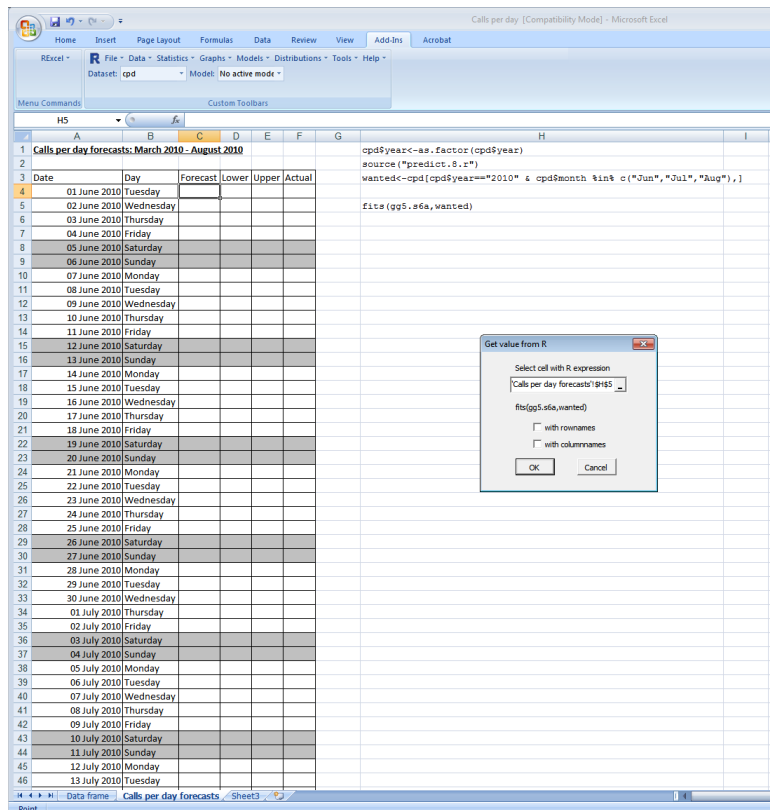 Calls per day [Compatibility Mode] - Microsoft Excel
Home Insert Page Layout Formulas Data Review View Add-Ins Acrobat
RExcel R File Data Statistics Graphs Models Distributions Tools Help
Dataset: cpd Model: No active mode
Menu Commands Custom Toolbars
H5 fx
A B C D E F G H I
1 Calls per day forecasts: March 2010 - August 2010 cpd$year<-as.factor(cpd$year)
2 source("predict.8.r")
3 Date Day Forecast Lower Upper Actual wanted<-cpd[cpd$year=="2010" & cpd$month %in% c("Jun","Jul","Aug"),]
4 01 June 2010 Tuesday
5 02 June 2010 Wednesday fits(gg5.s6a,wanted)
6 03 June 2010 Thursday
7 04 June 2010 Friday
8 05 June 2010 Saturday
9 06 June 2010 Sunday
10 07 June 2010 Monday
11 08 June 2010 Tuesday
12 09 June 2010 Wednesday
13 10 June 2010 Thursday
14 11 June 2010 Friday
15 12 June 2010 Saturday
16 13 June 2010 Sunday
17 14 June 2010 Monday
18 15 June 2010 Tuesday
19 16 June 2010 Wednesday
20 17 June 2010 Thursday
21 18 June 2010 Friday
22 19 June 2010 Saturday
23 20 June 2010 Sunday
24 21 June 2010 Monday
25 22 June 2010 Tuesday
26 23 June 2010 Wednesday
27 24 June 2010 Thursday
28 25 June 2010 Friday
29 26 June 2010 Saturday
30 27 June 2010 Sunday
31 28 June 2010 Monday
32 29 June 2010 Tuesday
33 30 June 2010 Wednesday
34 01 July 2010 Thursday
35 02 July 2010 Friday
36 03 July 2010 Saturday
37 04 July 2010 Sunday
38 05 July 2010 Monday
39 06 July 2010 Tuesday
40 07 July 2010 Wednesday
41 08 July 2010 Thursday
42 09 July 2010 Friday
43 10 July 2010 Saturday
44 11 July 2010 Sunday
45 12 July 2010 Monday
46 13 July 2010 Tuesday
Get value from R
Select cell with R expression
'Calls per day forecasts'!$H$5
fits(gg5.s6a,wanted)
with rownames
with columnnames
OK Cancel
Data frame Calls per day forecasts Sheet3
Point